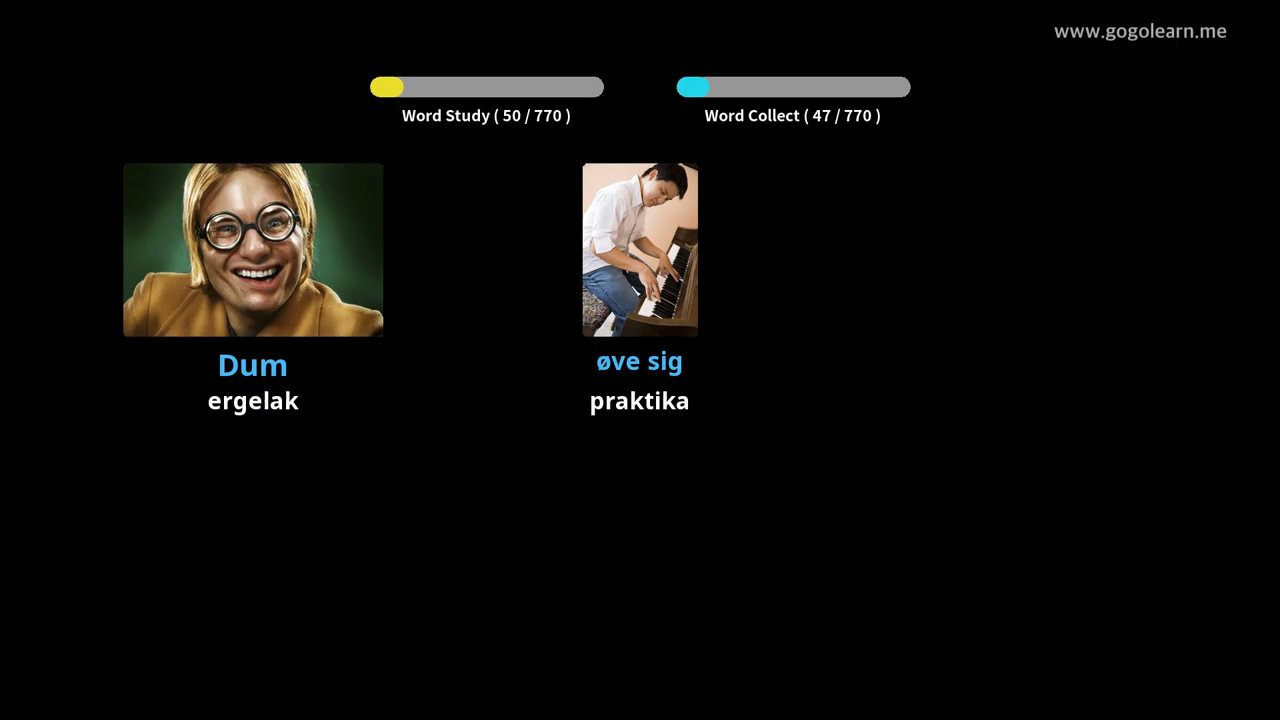 www.gogolearn.me
Word Study ( 50 / 770 )
Word Collect ( 47 / 770 )
Dum
ergelak
øve sig
praktika